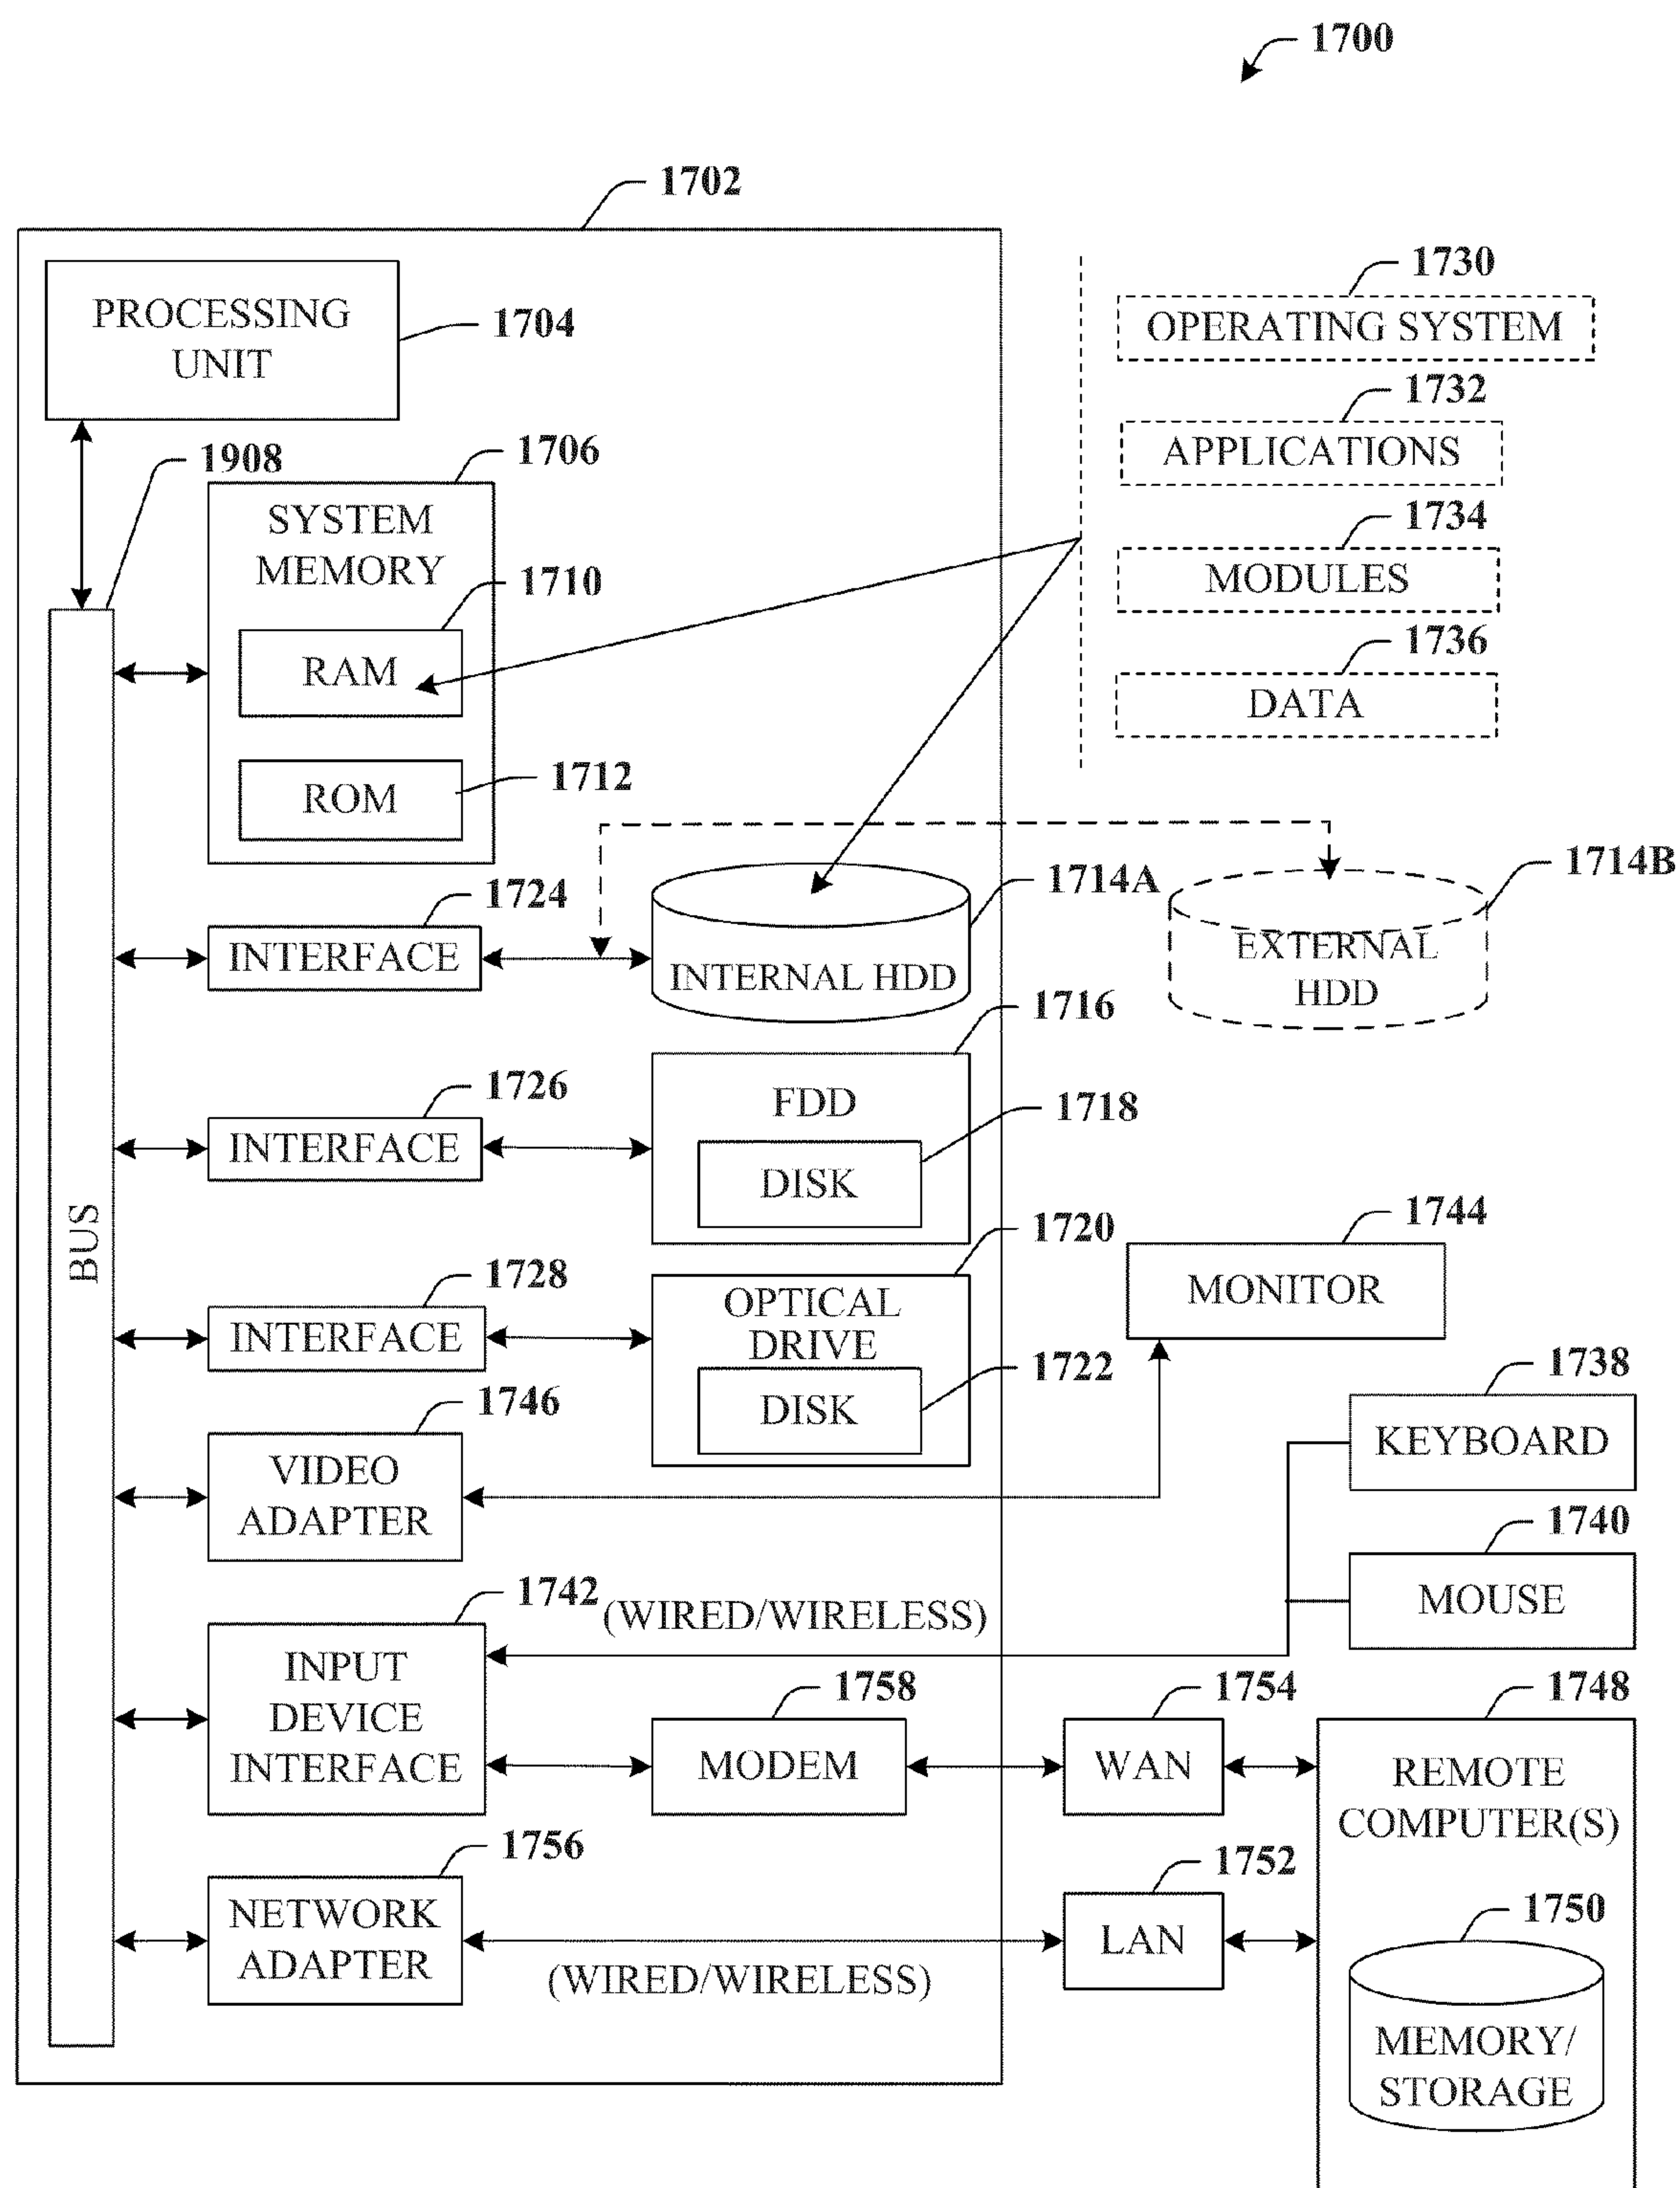 1700
1702
PROCESSING
UNIT
1704
1730
OPERATING SYSTEM
1732
APPLICATIONS
1734
MODULES
1736
DATA
1908
1706
SYSTEM
MEMORY
1710
RAM
1712
ROM
1724
INTERFACE
1714A
INTERNAL HDD
1714B
EXTERNAL
HDD
1716
FDD
1718
DISK
1726
INTERFACE
BUS
1720
OPTICAL
DRIVE
1722
DISK
1728
INTERFACE
1744
MONITOR
1746
VIDEO
ADAPTER
1738
KEYBOARD
1740
MOUSE
1742
(WIRED/WIRELESS)
INPUT
DEVICE
INTERFACE
1758
MODEM
1754
WAN
1748
REMOTE
COMPUTER(S)
1756
NETWORK
ADAPTER
(WIRED/WIRELESS)
1752
LAN
1750
MEMORY/
STORAGE